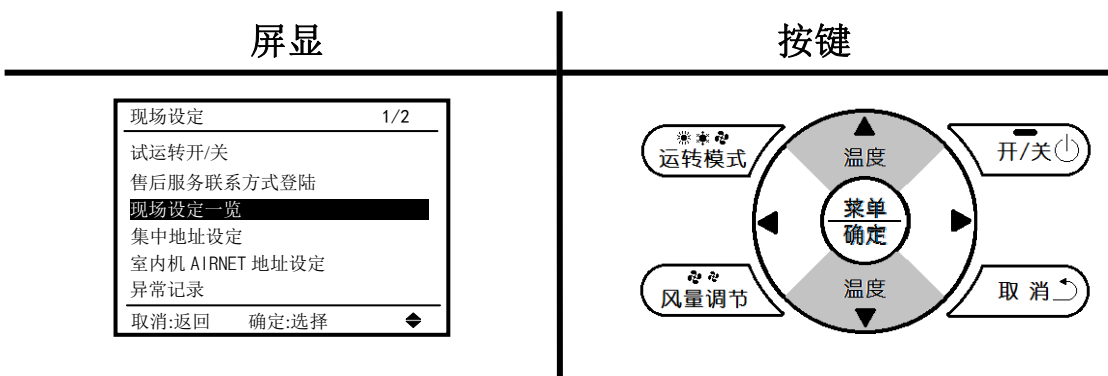 屏显
按键
现场设定 1/2
试运转开/关
售后服务联系方式登陆
现场设定一览
集中地址设定
室内机 AIRNET 地址设定
异常记录
取消:返回 确定:选择
运转模式
温度
开/关
菜单
确定
风量调节
温度
取 消